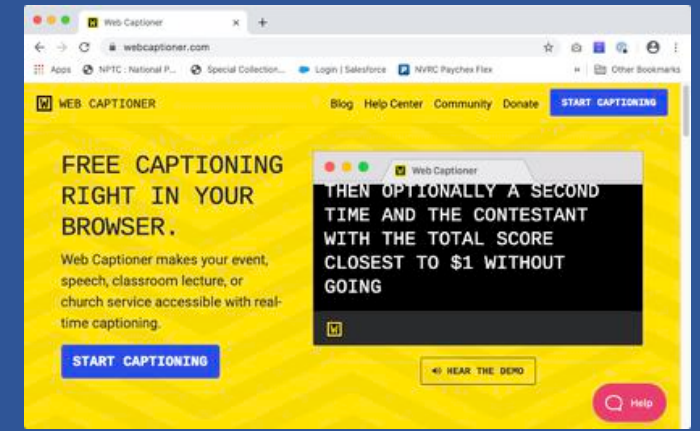 Web Captioner
webcaptioner.com
Apps NPTC : National P... Special Collection... Login | Salesforce NVRC Paychex Flex » Other Bookmarks
WEB CAPTIONER Blog Help Center Community Donate START CAPTIONING
FREE CAPTIONING
RIGHT IN YOUR
BROWSER.
Web Captioner makes your event,
speech, classroom lecture, or
church service accessible with real-
time captioning.
START CAPTIONING
Web Captioner
THEN OPTIONALLY A SECOND
TIME AND THE CONTESTANT
WITH THE TOTAL SCORE
CLOSEST TO $1 WITHOUT
GOING
HEAR THE DEMO
Help